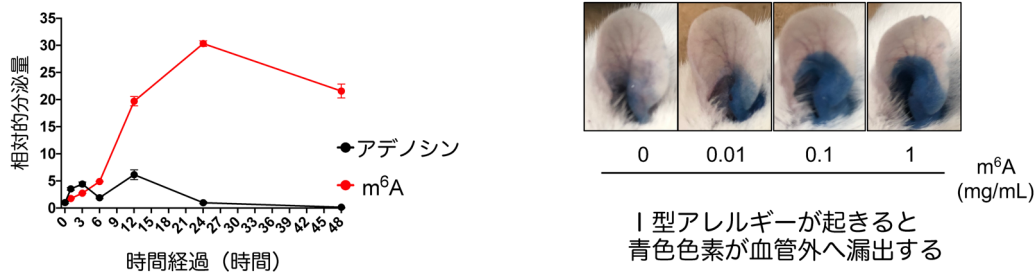 35
30
25
20
15
10
5
0
相対的分泌量
0 3 6 9 12 15 18 21 24 27 30 33 36 39 42 45 48
時間経過（時間）
アデノシン
m⁶A
0 0.01 0.1 1
m⁶A
(mg/mL)
Ⅰ型アレルギーが起きると
青色色素が血管外へ漏出する